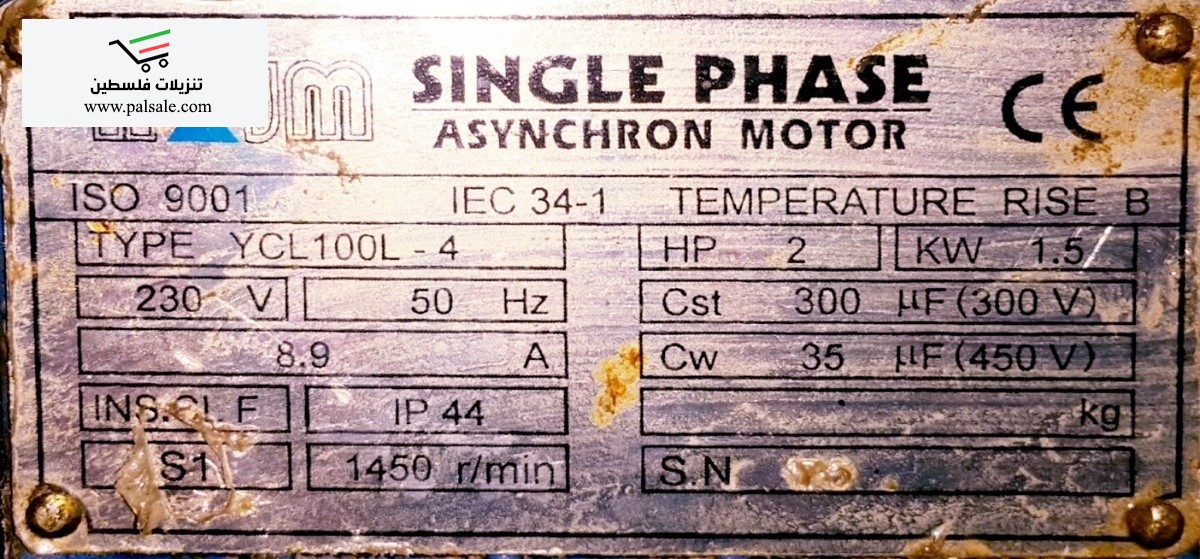 تنزيلات فلسطين
www.palsale.com
SINGLE PHASE
ASYNCHRON MOTOR
CE
ISO 9001 IEC 34-1 TEMPERATURE RISE B
TYPE YCL100L - 4 HP 2 KW 1.5
230 V 50 Hz Cst 300 µF (300 V)
8.9 A Cw 35 µF (450 V)
INS.CL F IP 44 kg
S1 1450 r/min S.N